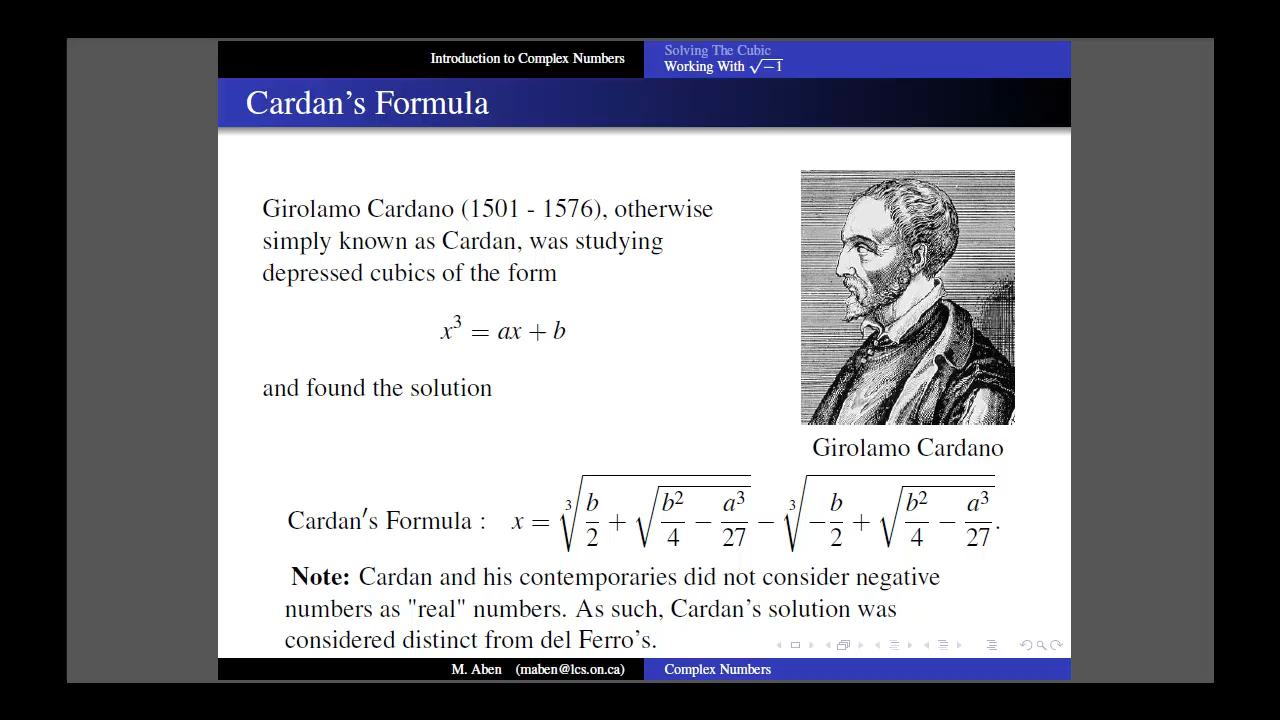 Introduction to Complex Numbers
Solving The Cubic
Working With √−1
Cardan's Formula
Girolamo Cardano (1501 - 1576), otherwise
simply known as Cardan, was studying
depressed cubics of the form
x³ = ax + b
and found the solution
Girolamo Cardano
Cardan′s Formula : x = ∛(b/2 + √(b²/4 − a³/27)) − ∛(−b/2 + √(b²/4 − a³/27)).
Note: Cardan and his contemporaries did not consider negative
numbers as "real" numbers. As such, Cardan's solution was
considered distinct from del Ferro's.
M. Aben (maben@lcs.on.ca)
Complex Numbers